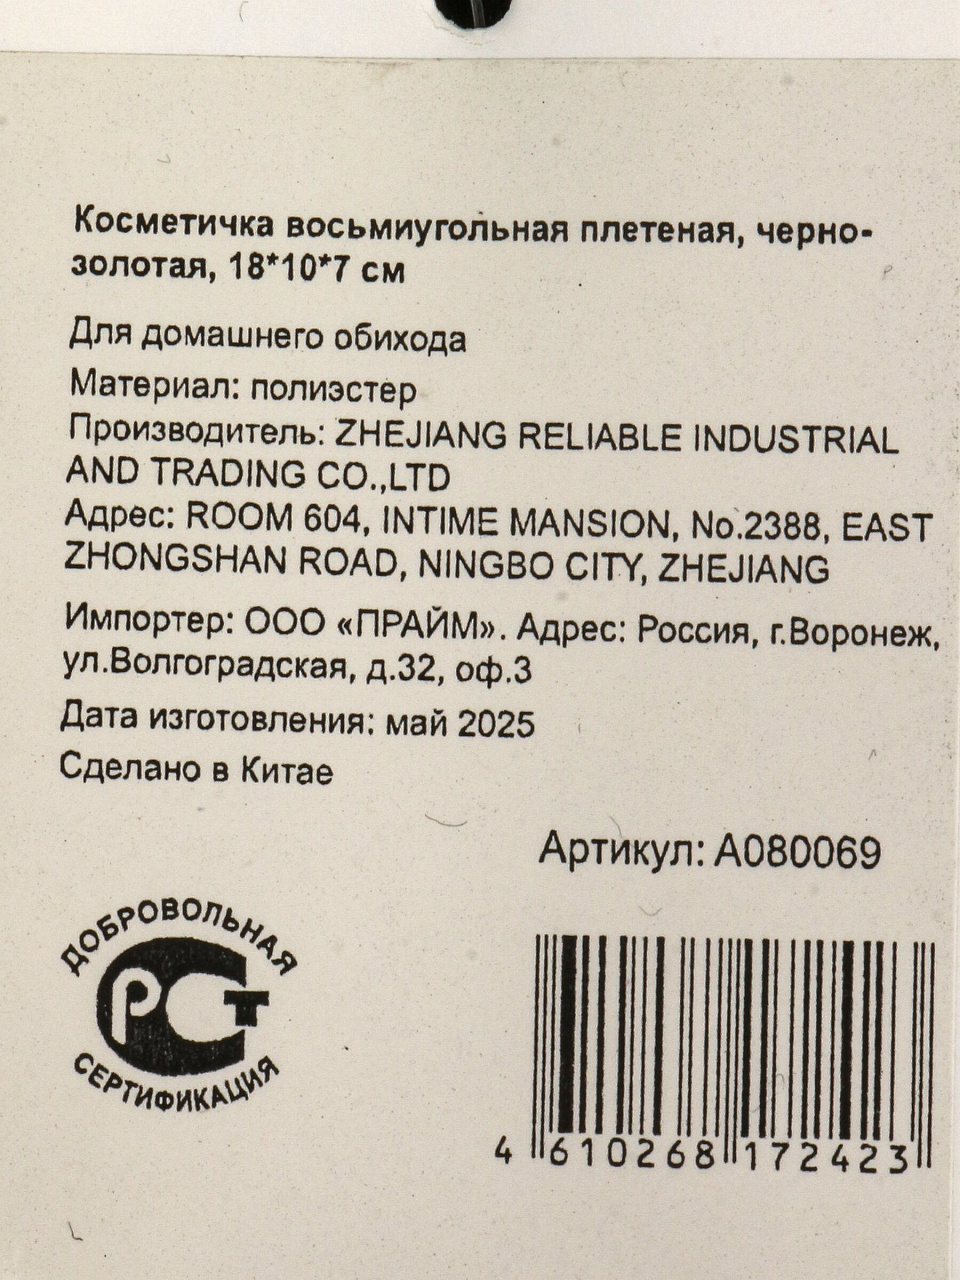 Косметичка восьмиугольная плетеная, черно-
золотая, 18*10*7 см
Для домашнего обихода
Материал: полиэстер
Производитель: ZHEJIANG RELIABLE INDUSTRIAL
AND TRADING CO.,LTD
Адрес: ROOM 604, INTIME MANSION, No.2388, EAST
ZHONGSHAN ROAD, NINGBO CITY, ZHEJIANG
Импортер: ООО «ПРАЙМ». Адрес: Россия, г.Воронеж,
ул.Волгоградская, д.32, оф.3
Дата изготовления: май 2025
Сделано в Китае
Артикул: А080069
ДОБРОВОЛЬНАЯ
РСТ
СЕРТИФИКАЦИЯ
4 610268 172423